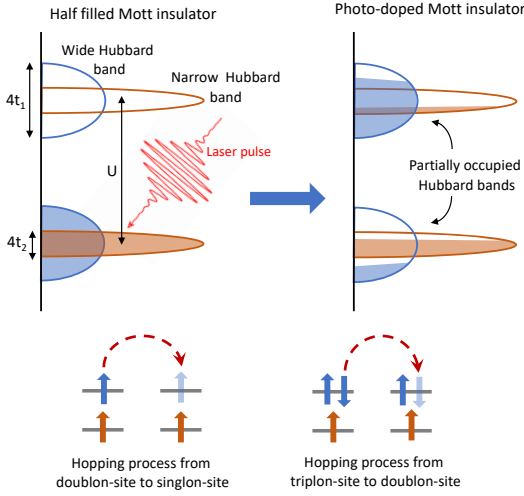 Half filled Mott insulator
Photo-doped Mott insulator
Wide Hubbard
band
Narrow Hubbard
band
4t₁
Laser pulse
U
Partially occupied
Hubbard bands
4t₂
Hopping process from
doublon-site to singlon-site
Hopping process from
triplon-site to doublon-site